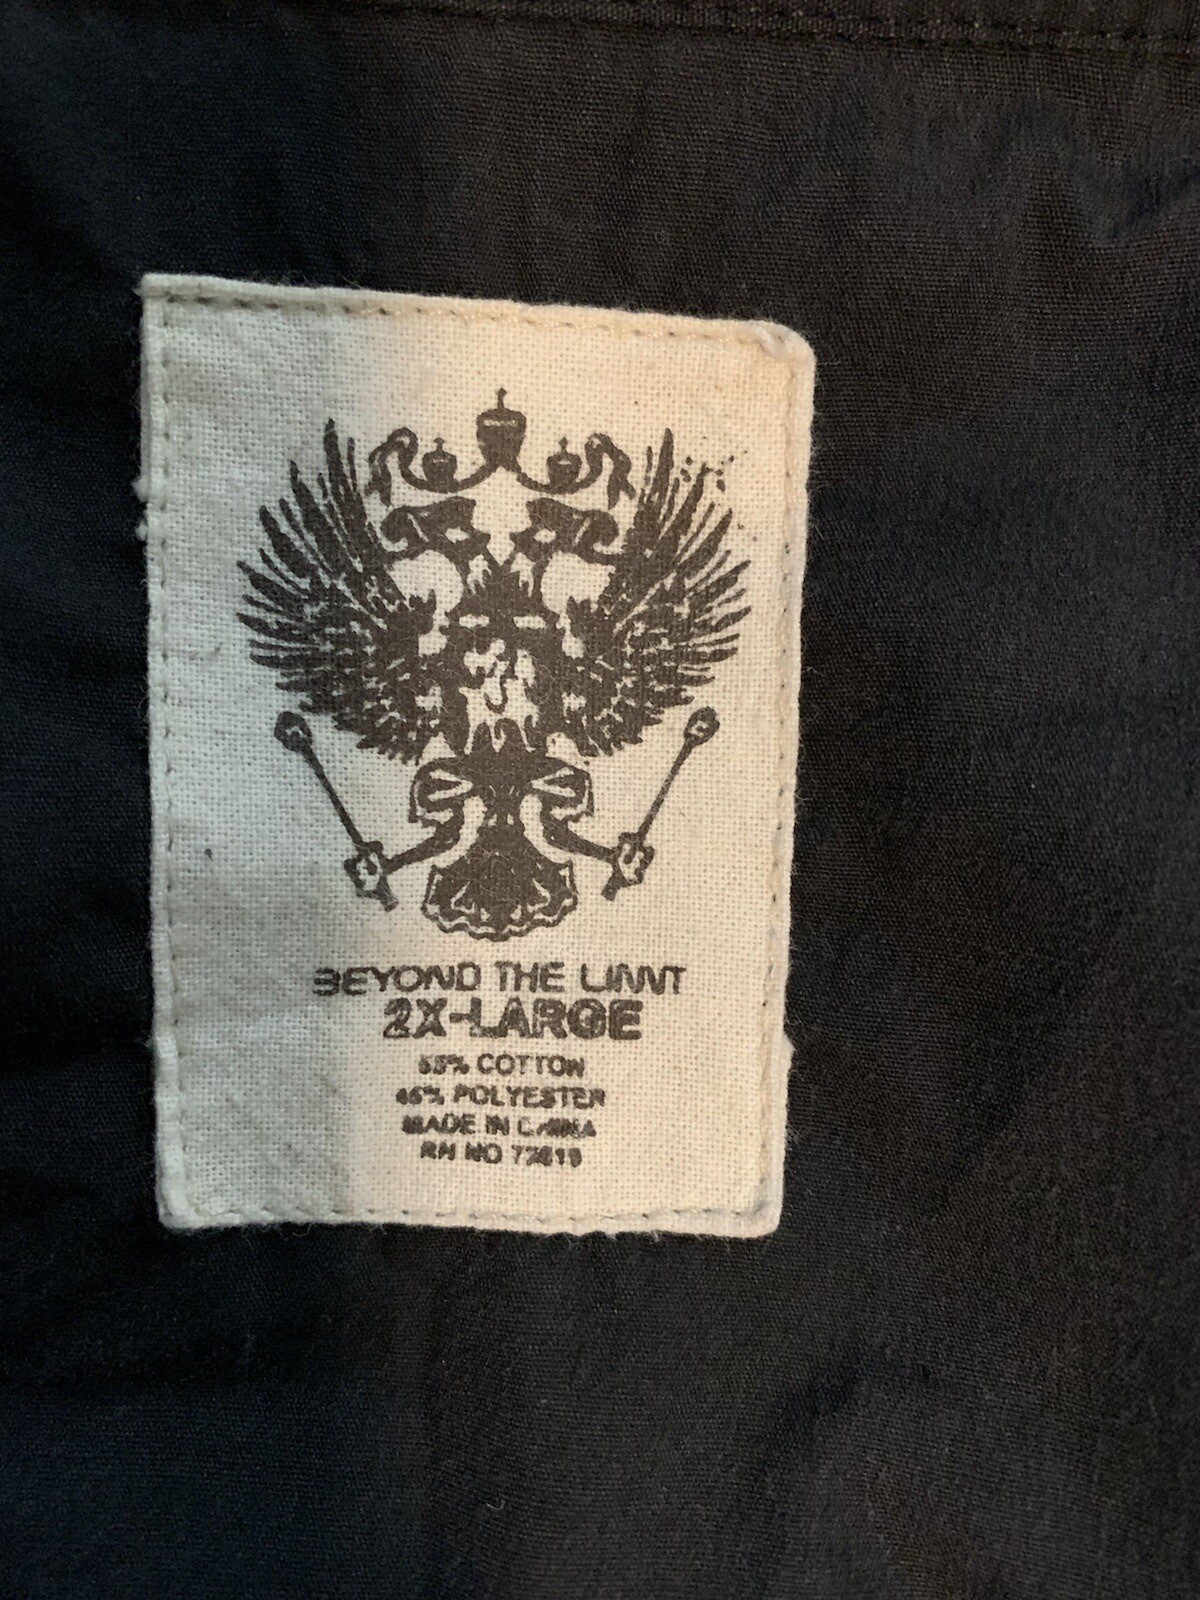 BEYOND THE LIMIT
2X-LARGE
55% COTTON
45% POLYESTER
MADE IN CHINA
RN NO